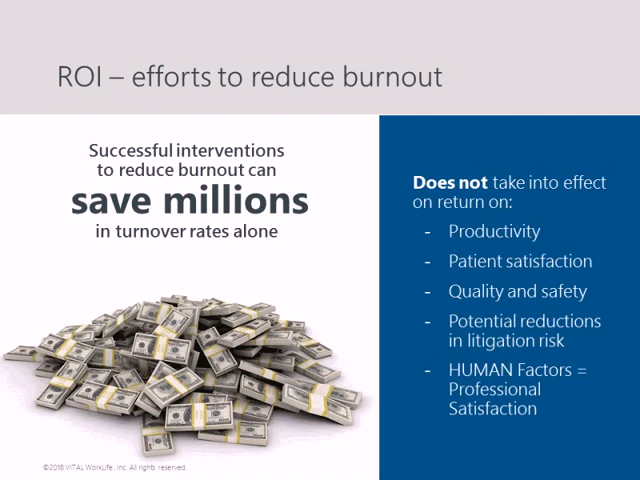 ROI – efforts to reduce burnout
Successful interventions
to reduce burnout can
save millions
in turnover rates alone
Does not take into effect
on return on:
- Productivity
- Patient satisfaction
- Quality and safety
- Potential reductions
in litigation risk
- HUMAN Factors =
Professional
Satisfaction
©2018 VITAL WorkLife, Inc. All rights reserved.